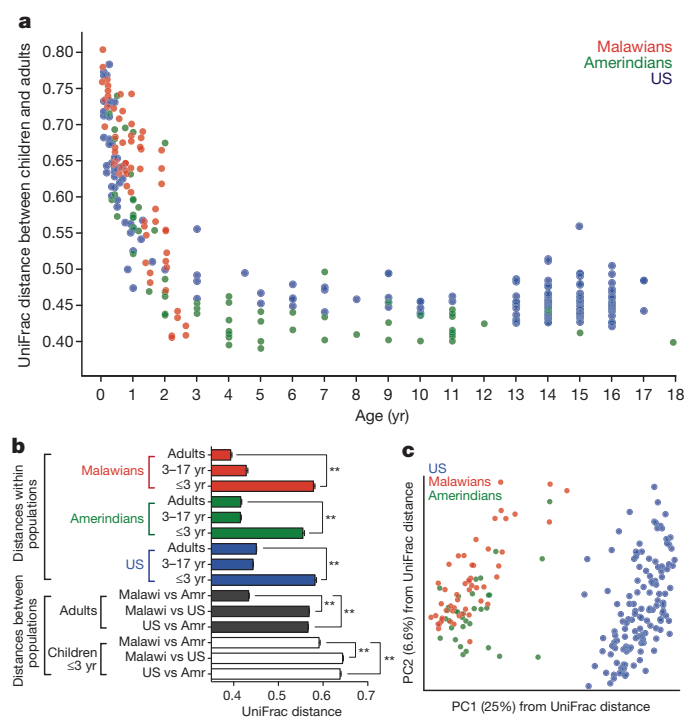 a
Malawians
Amerindians
US
UniFrac distance between children and adults
0.80
0.75
0.70
0.65
0.60
0.55
0.50
0.45
0.40
0 1 2 3 4 5 6 7 8 9 10 11 12 13 14 15 16 17 18
Age (yr)
b
Distances within
populations
Malawians
Adults
3–17 yr
≤3 yr
**
Amerindians
Adults
3–17 yr
≤3 yr
**
US
Adults
3–17 yr
≤3 yr
**
Distances between
populations
Adults
Malawi vs Amr
Malawi vs US
US vs Amr
**
**
Children
≤3 yr
Malawi vs Amr
Malawi vs US
US vs Amr
**
**
0.4 0.5 0.6 0.7
UniFrac distance
c
US
Malawians
Amerindians
PC2 (6.6%) from UniFrac distance
PC1 (25%) from UniFrac distance